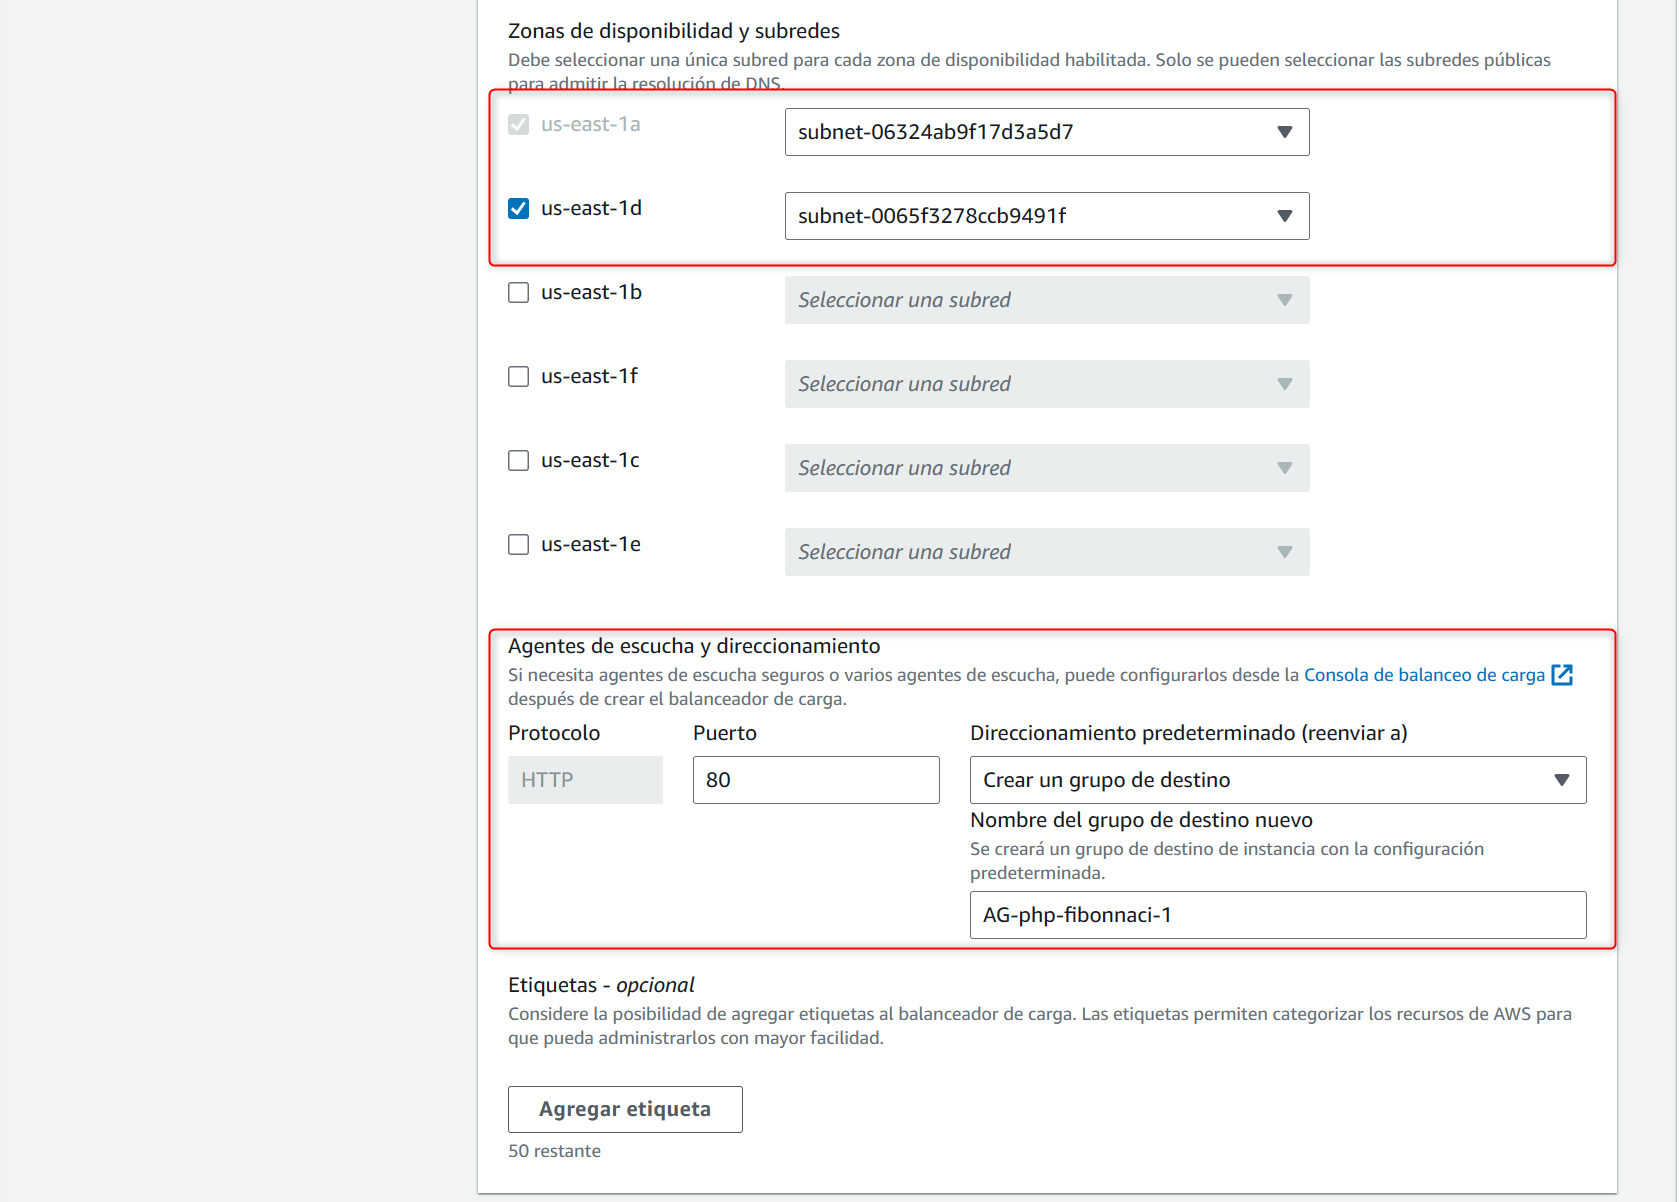 Zonas de disponibilidad y subredes
Debe seleccionar una única subred para cada zona de disponibilidad habilitada. Solo se pueden seleccionar las subredes públicas
para admitir la resolución de DNS.
us-east-1a
subnet-06324ab9f17d3a5d7
us-east-1d
subnet-0065f3278ccb9491f
us-east-1b
Seleccionar una subred
us-east-1f
Seleccionar una subred
us-east-1c
Seleccionar una subred
us-east-1e
Seleccionar una subred
Agentes de escucha y direccionamiento
Si necesita agentes de escucha seguros o varios agentes de escucha, puede configurarlos desde la Consola de balanceo de carga
después de crear el balanceador de carga.
Protocolo
Puerto
Direccionamiento predeterminado (reenviar a)
HTTP
80
Crear un grupo de destino
Nombre del grupo de destino nuevo
Se creará un grupo de destino de instancia con la configuración
predeterminada.
AG-php-fibonnaci-1
Etiquetas - opcional
Considere la posibilidad de agregar etiquetas al balanceador de carga. Las etiquetas permiten categorizar los recursos de AWS para
que pueda administrarlos con mayor facilidad.
Agregar etiqueta
50 restante